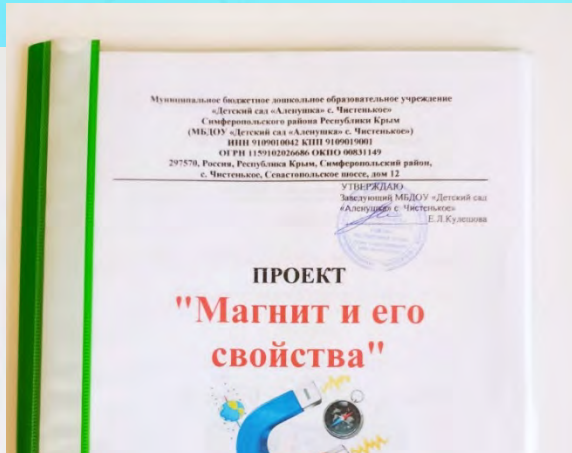 Муниципальное бюджетное дошкольное образовательное учреждение
«Детский сад «Аленушка» с. Чистенькое»
Симферопольского района Республики Крым
(МБДОУ «Детский сад «Аленушка» с. Чистенькое»)
ИНН 9109010042 КПП 9109019001
ОГРН 1159102026686 ОКПО 00831149
297570, Россия, Республика Крым, Симферопольский район,
с. Чистенькое, Севастопольское шоссе, дом 12
УТВЕРЖДАЮ
Заведующий МБДОУ «Детский сад
«Аленушка» с. Чистенькое»
Е.Л.Кулешова
ПРОЕКТ
"Магнит и его
свойства"